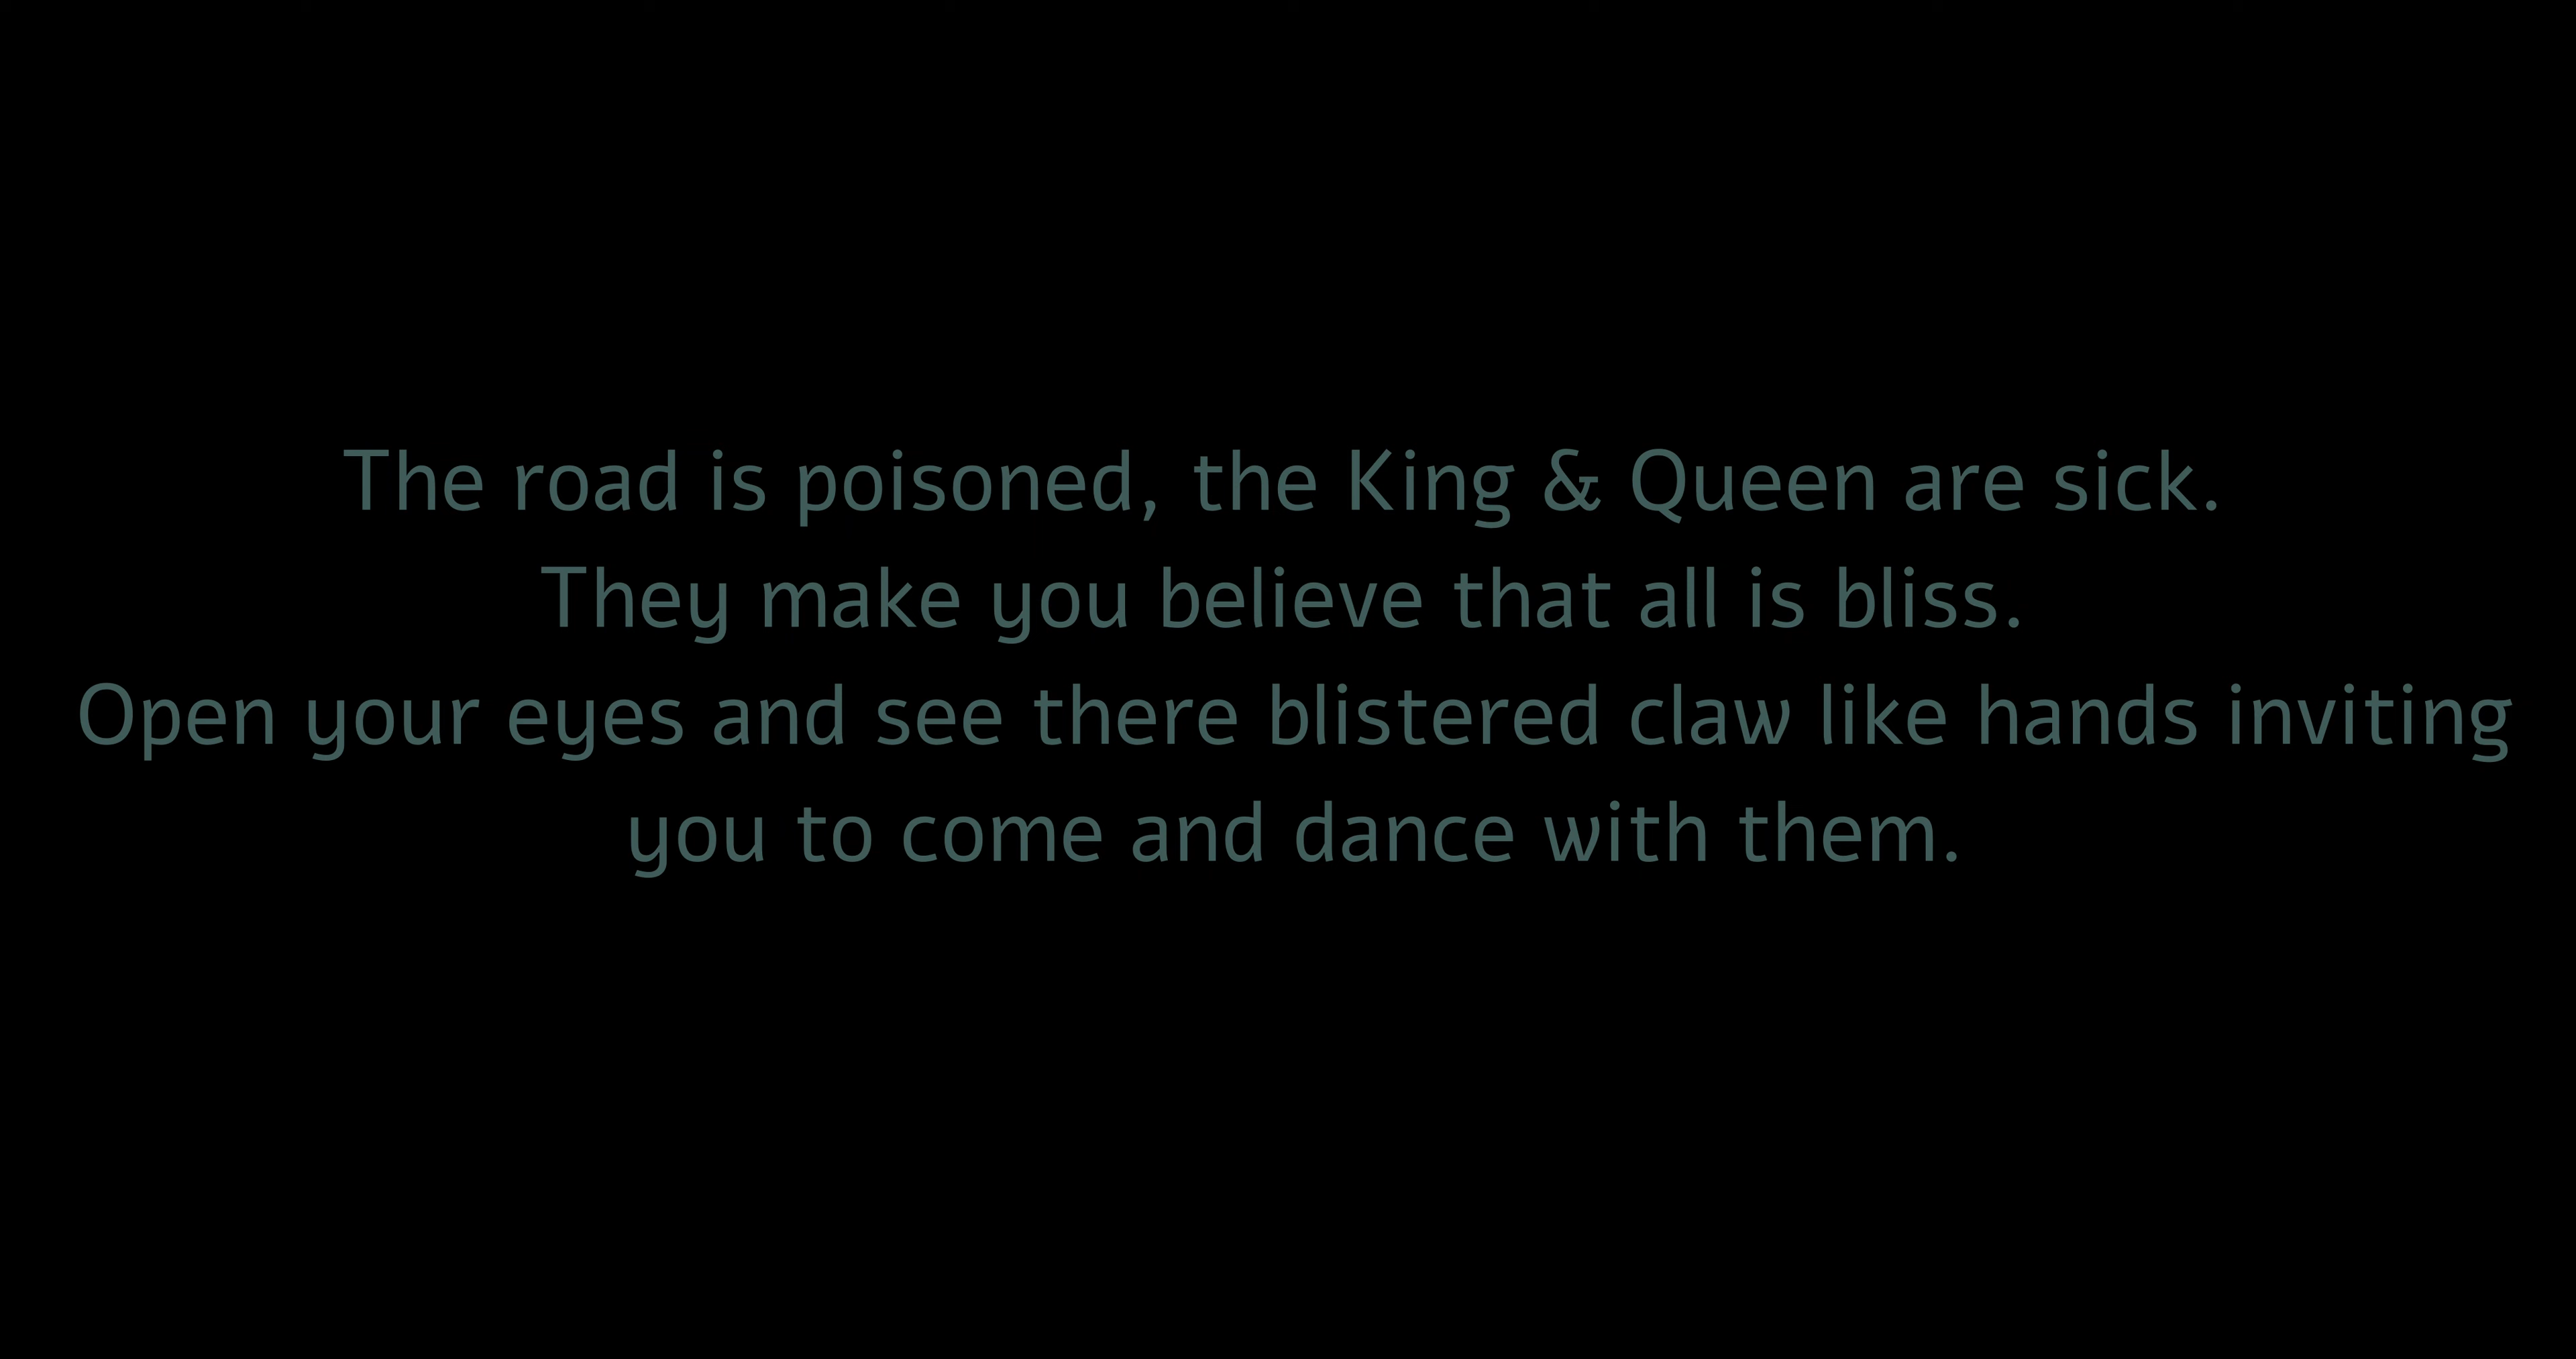 The road is poisoned, the King & Queen are sick.
They make you believe that all is bliss.
Open your eyes and see there blistered claw like hands inviting
you to come and dance with them.